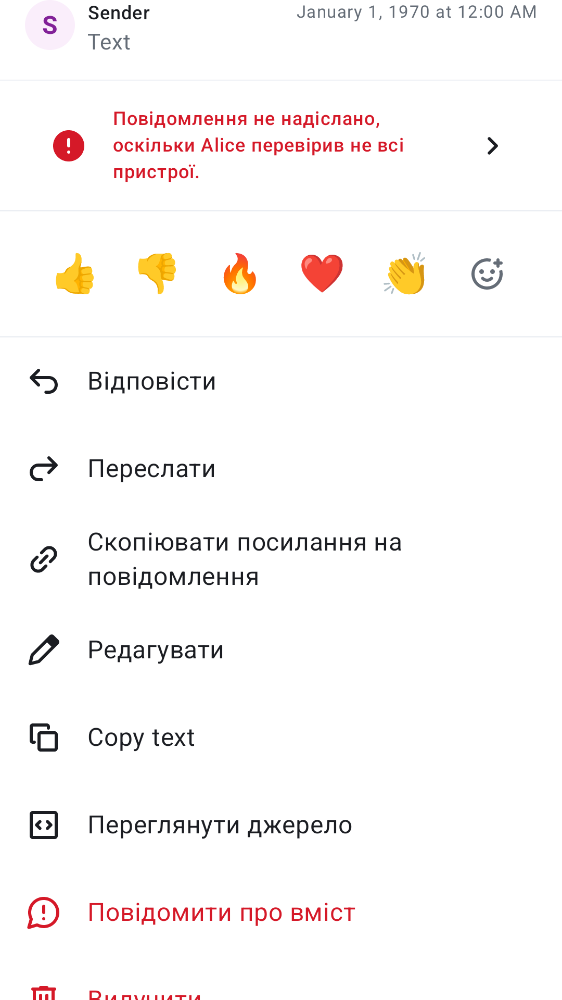 S
Sender
January 1, 1970 at 12:00 AM
Text
Повідомлення не надіслано,
оскільки Alice перевірив не всі
пристрої.
Відповісти
Переслати
Скопіювати посилання на
повідомлення
Редагувати
Copy text
Переглянути джерело
Повідомити про вміст
Вилучити